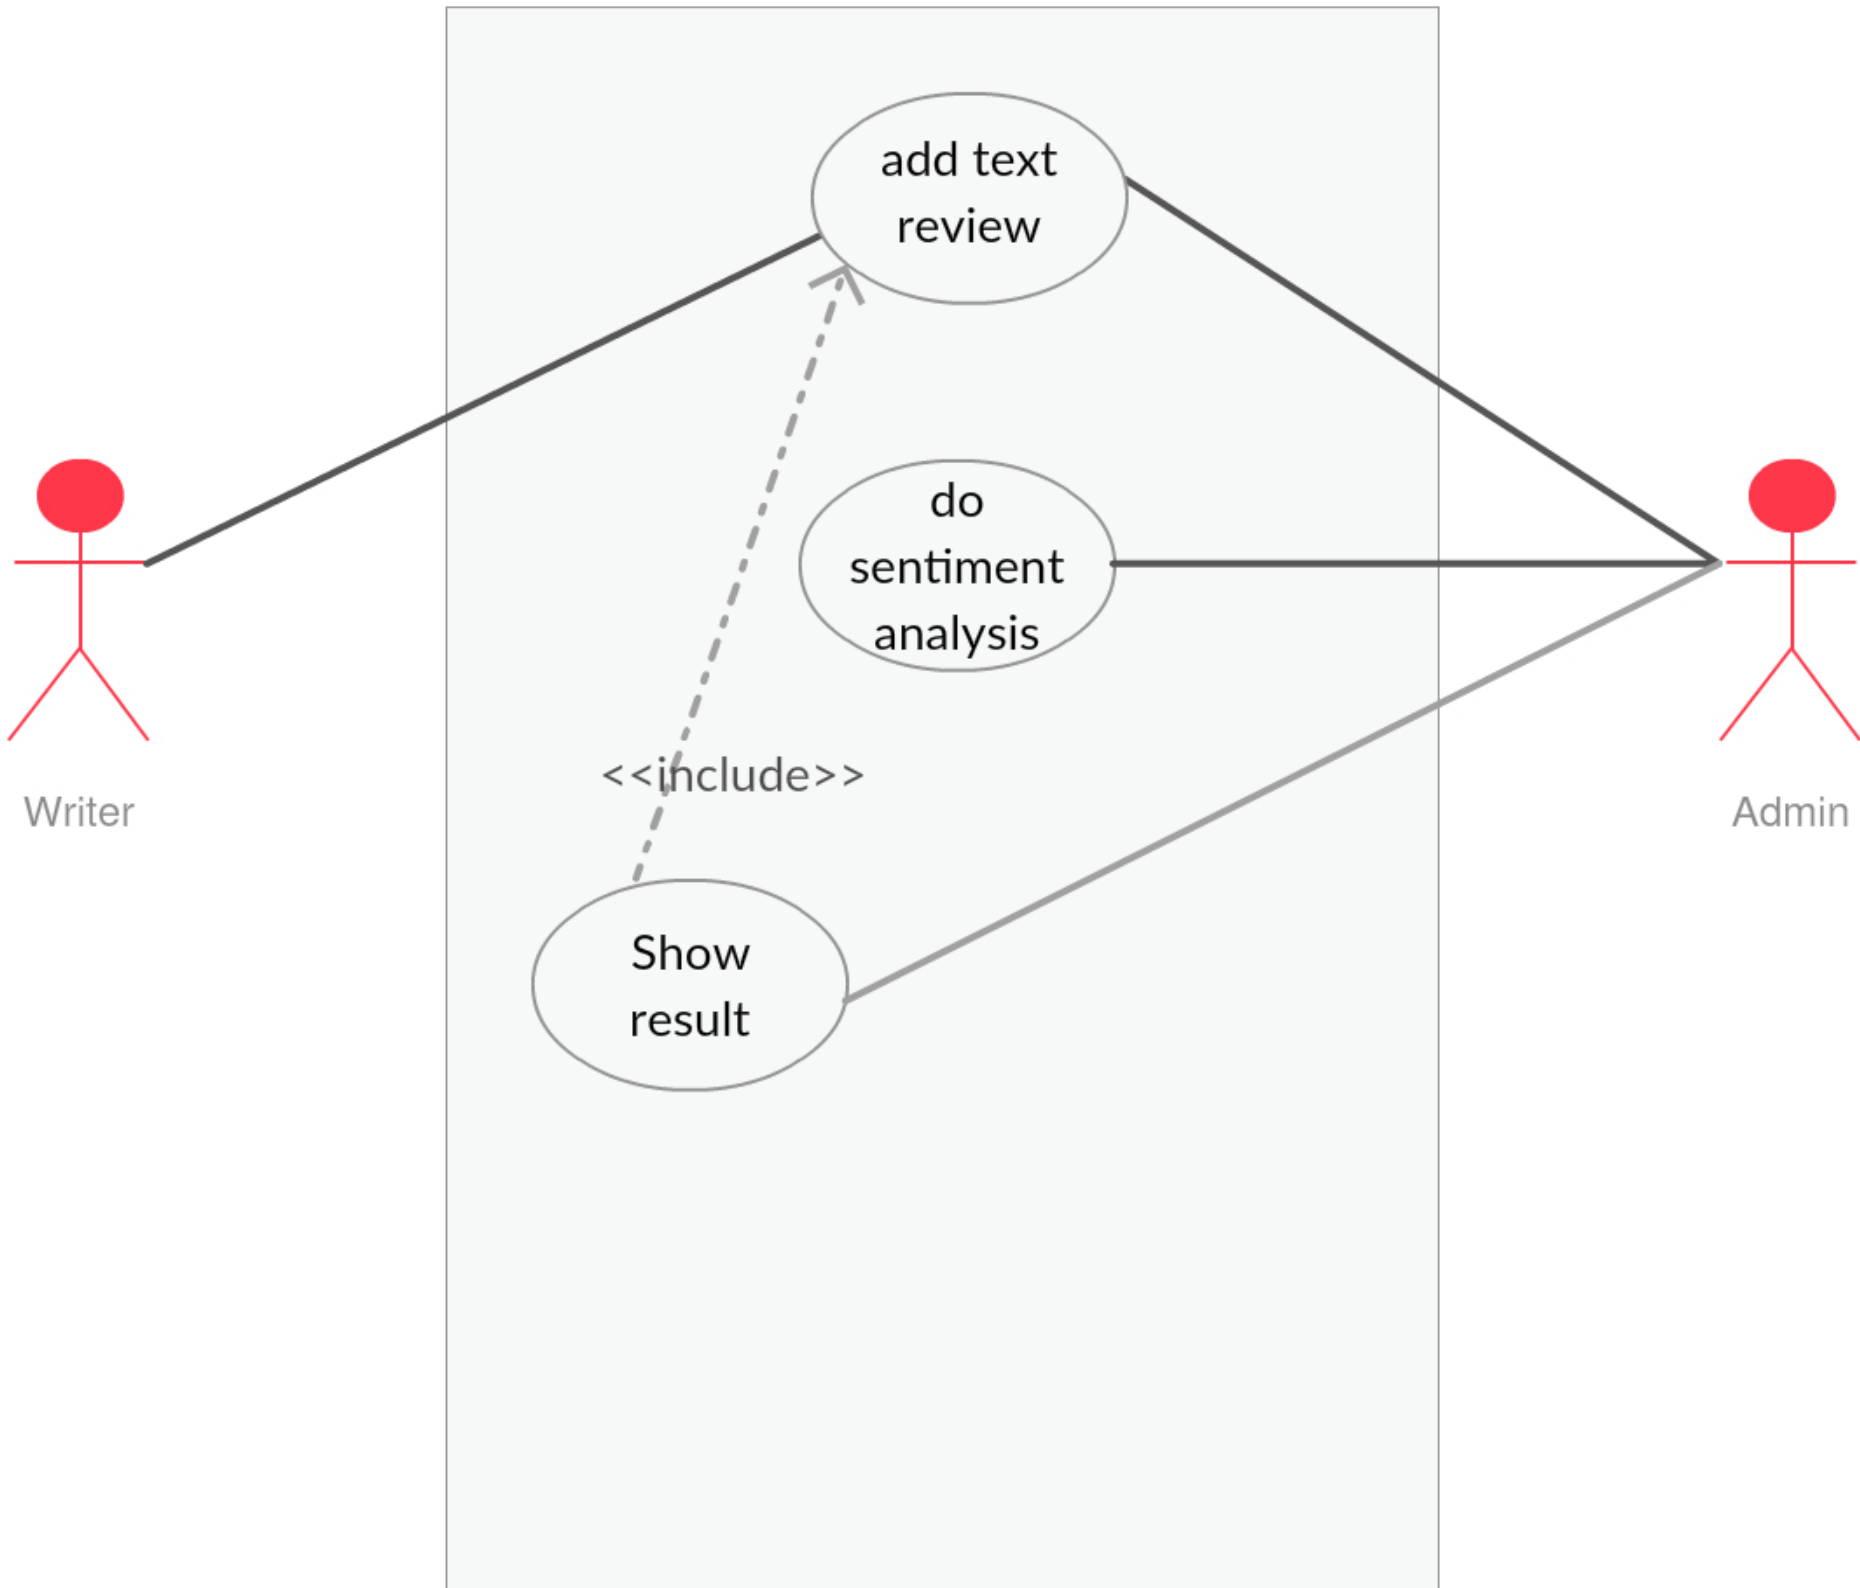 add text
review
do
sentiment
analysis
<<include>>
Writer
Admin
Show
result